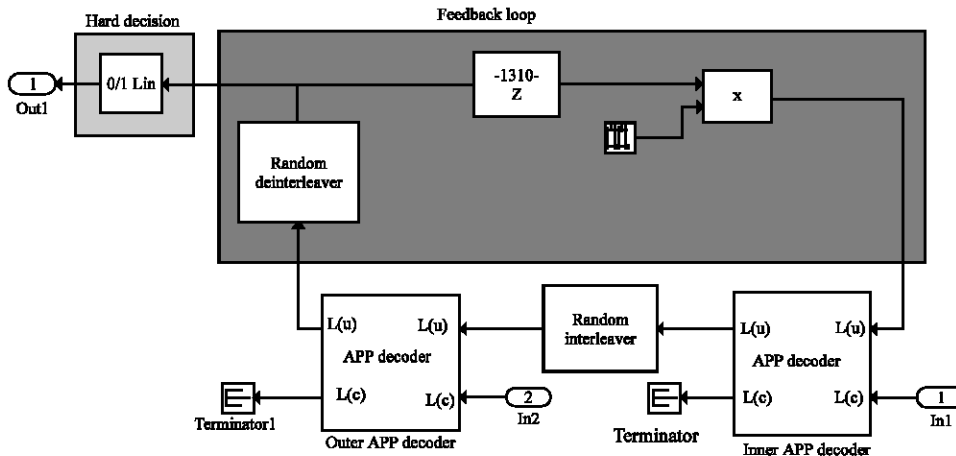 Feedback loop
Hard decision
1
Out1
0/1 Lin
-1310-
Z
x
Random
deinterleaver
L(u)
L(u)
APP decoder
L(c)
L(c)
Outer APP decoder
Terminator1
2
In2
Random
interleaver
L(u)
L(u)
APP decoder
L(c)
L(c)
Inner APP decoder
Terminator
1
In1